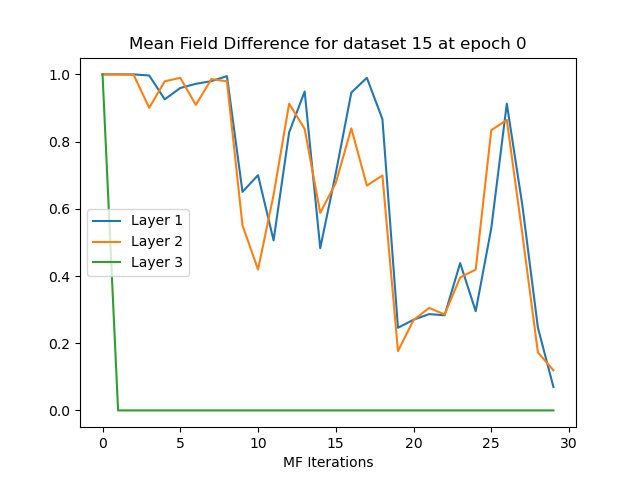 Mean Field Difference for dataset 15 at epoch 0
1.0
0.8
0.6
0.4
0.2
0.0
Layer 1
Layer 2
Layer 3
0 5 10 15 20 25 30
MF Iterations